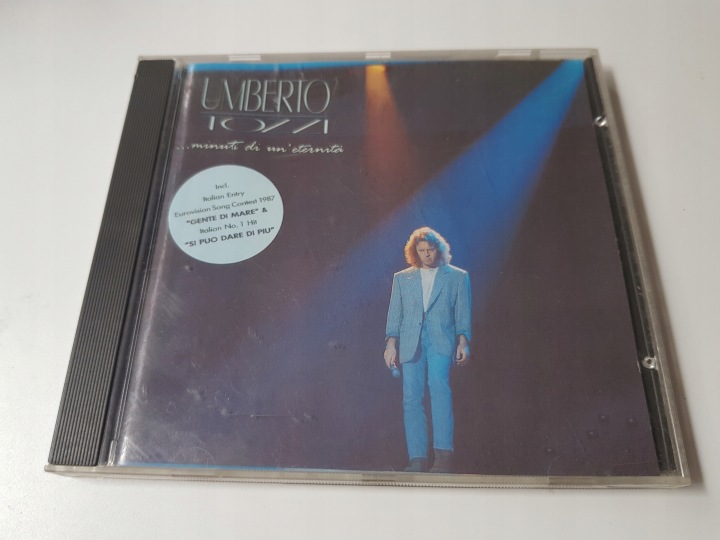 UMBERTO
TOZZI
...minuti di un'eternità
Incl.
Italian Entry
Eurovision Song Contest 1987
"GENTE DI MARE" &
Italian No. 1 Hit
"SI PUO DARE DI PIU"